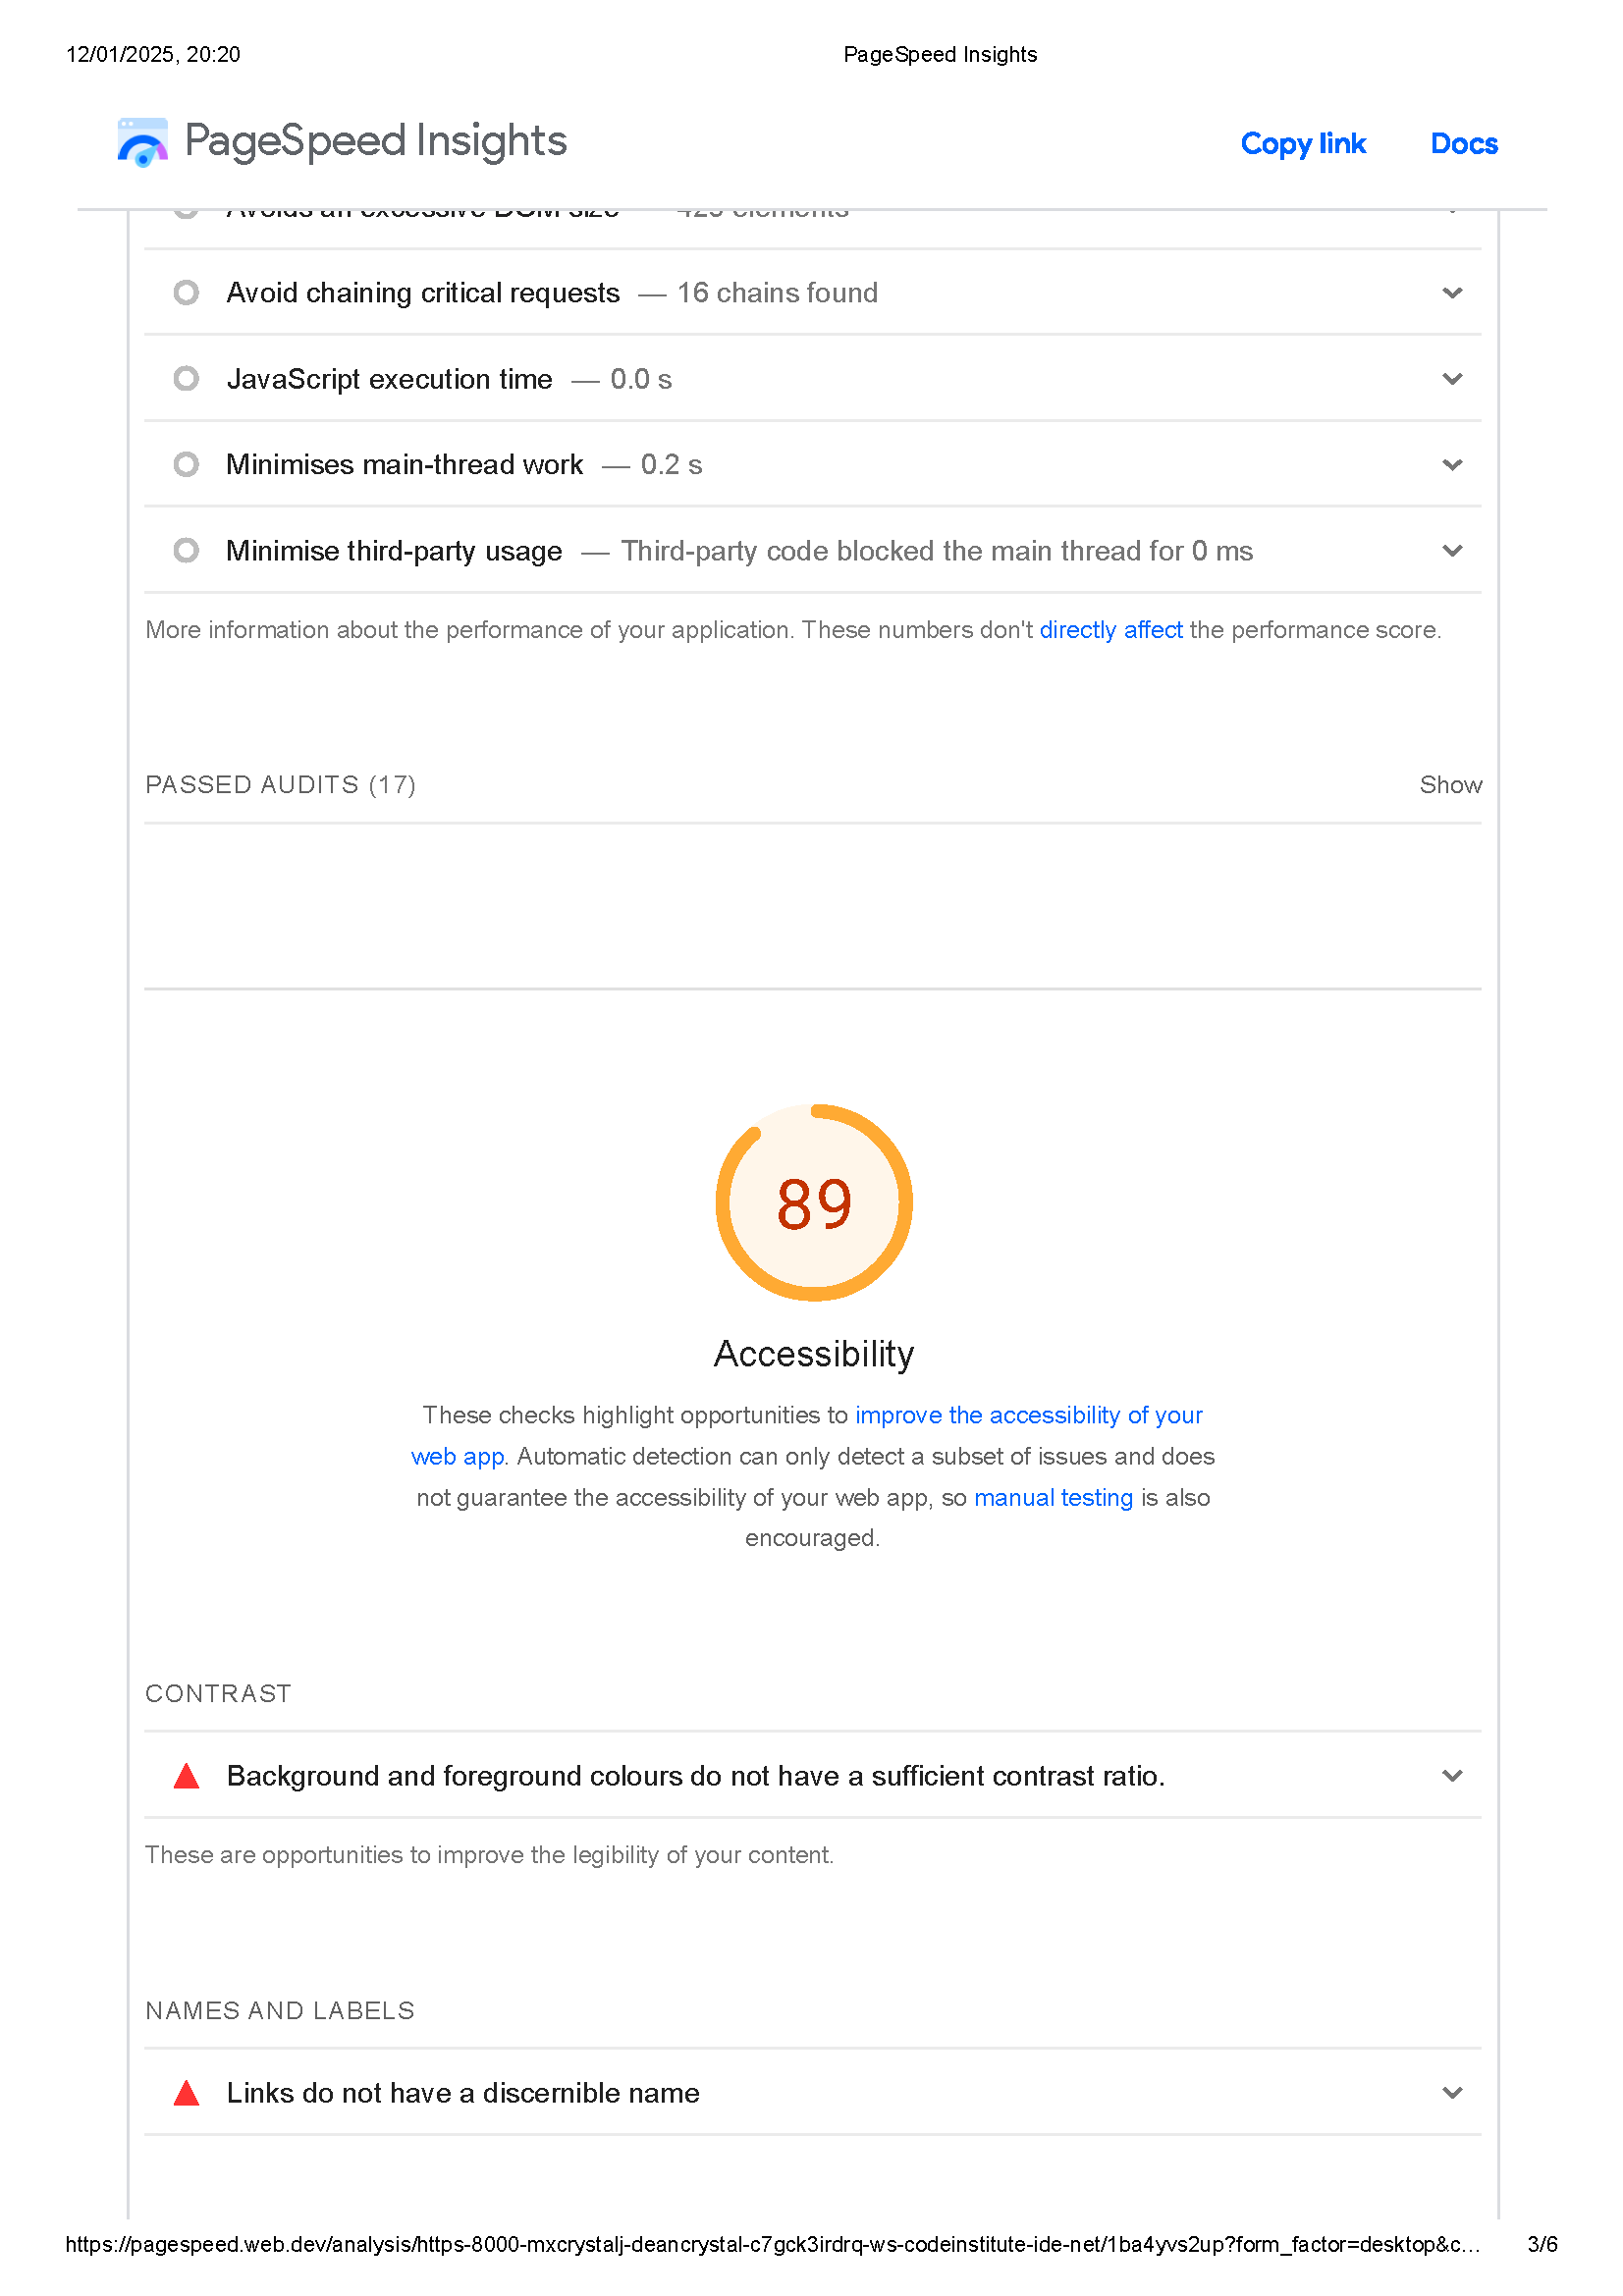 12/01/2025, 20:20 PageSpeed Insights
PageSpeed Insights Copy link Docs
Avoids an excessive DOM size
Avoid chaining critical requests — 16 chains found
JavaScript execution time — 0.0 s
Minimises main-thread work — 0.2 s
Minimise third-party usage — Third-party code blocked the main thread for 0 ms
More information about the performance of your application. These numbers don't directly affect the performance score.
PASSED AUDITS (17) Show
89
Accessibility
These checks highlight opportunities to improve the accessibility of your
web app. Automatic detection can only detect a subset of issues and does
not guarantee the accessibility of your web app, so manual testing is also
encouraged.
CONTRAST
Background and foreground colours do not have a sufficient contrast ratio.
These are opportunities to improve the legibility of your content.
NAMES AND LABELS
Links do not have a discernible name
https://pagespeed.web.dev/analysis/https-8000-mxcrystalj-deancrystal-c7gck3irdrq-ws-codeinstitute-ide-net/1ba4yvs2up?form_factor=desktop&c... 3/6